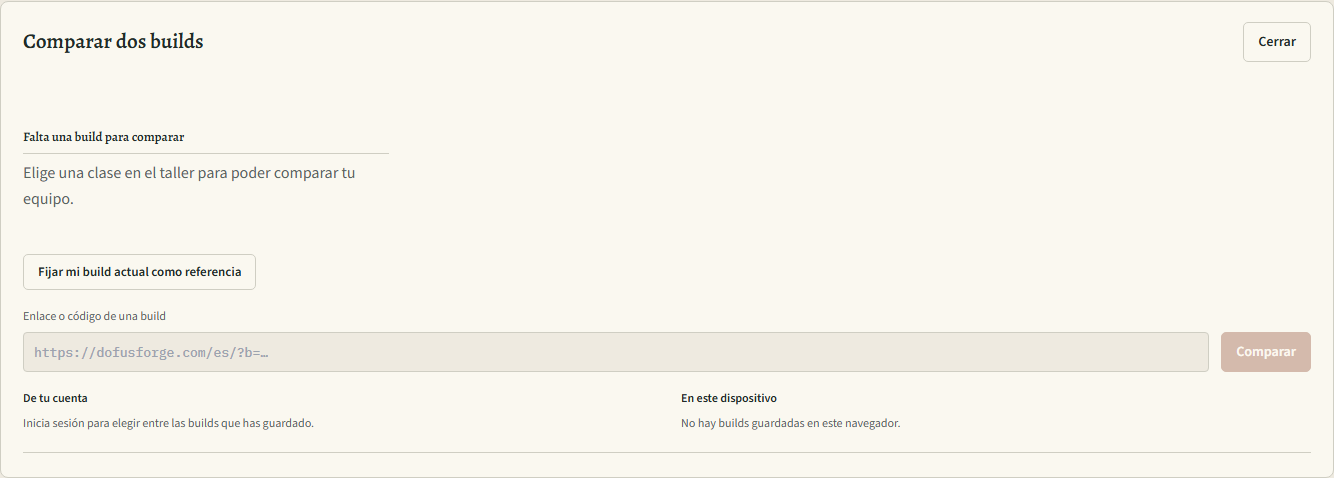 Comparar dos builds
Cerrar
Falta una build para comparar
Elige una clase en el taller para poder comparar tu
equipo.
Fijar mi build actual como referencia
Enlace o código de una build
https://dofusforge.com/es/?b=…
Comparar
De tu cuenta
Inicia sesión para elegir entre las builds que has guardado.
En este dispositivo
No hay builds guardadas en este navegador.